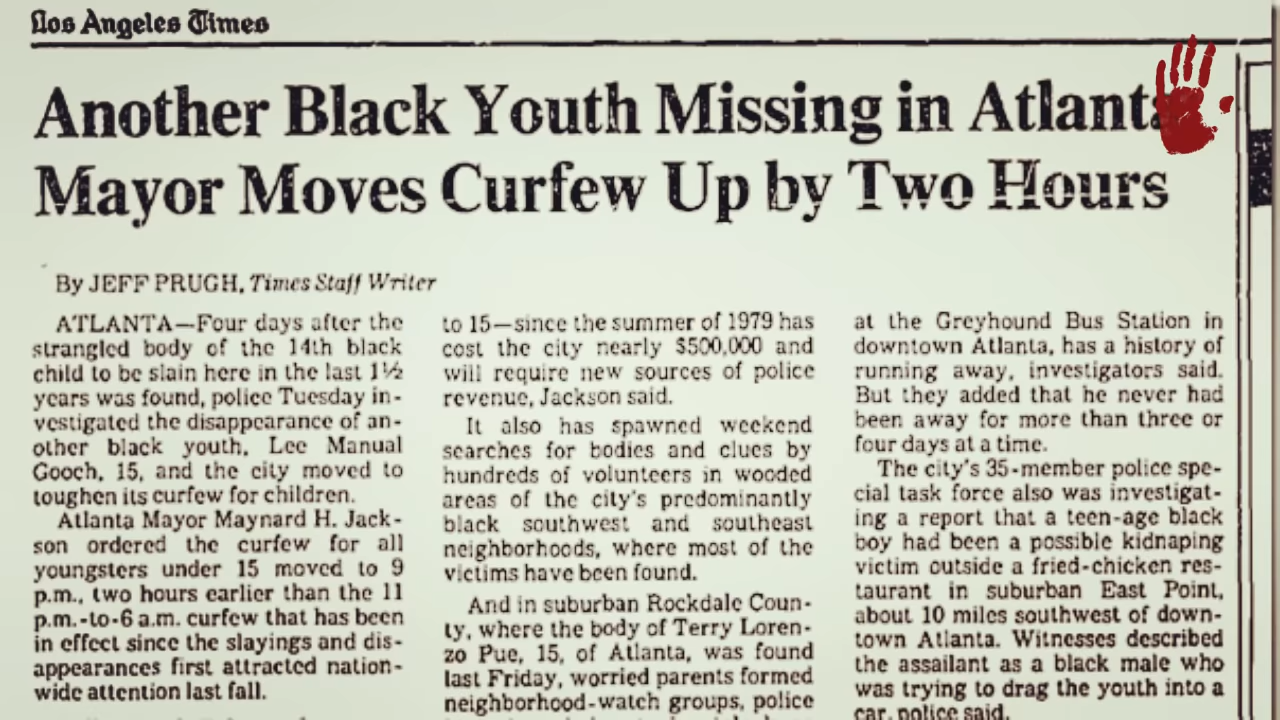 Los Angeles Times
Another Black Youth Missing in Atlanta
Mayor Moves Curfew Up by Two Hours
By JEFF PRUGH, Times Staff Writer
ATLANTA—Four days after the
strangled body of the 14th black
child to be slain here in the last 1½
years was found, police Tuesday in-
vestigated the disappearance of an-
other black youth, Lee Manual
Gooch, 15, and the city moved to
toughen its curfew for children.
Atlanta Mayor Maynard H. Jack-
son ordered the curfew for all
youngsters under 15 moved to 9
p.m., two hours earlier than the 11
p.m.-to-6 a.m. curfew that has been
in effect since the slayings and dis-
appearances first attracted nation-
wide attention last fall.
to 15—since the summer of 1979 has
cost the city nearly $500,000 and
will require new sources of police
revenue, Jackson said.
It also has spawned weekend
searches for bodies and clues by
hundreds of volunteers in wooded
areas of the city's predominantly
black southwest and southeast
neighborhoods, where most of the
victims have been found.
And in suburban Rockdale Coun-
ty, where the body of Terry Loren-
zo Pue, 15, of Atlanta, was found
last Friday, worried parents formed
neighborhood-watch groups, police
at the Greyhound Bus Station in
downtown Atlanta, has a history of
running away, investigators said.
But they added that he never had
been away for more than three or
four days at a time.
The city's 35-member police spe-
cial task force also was investigat-
ing a report that a teen-age black
boy had been a possible kidnaping
victim outside a fried-chicken res-
taurant in suburban East Point,
about 10 miles southwest of down-
town Atlanta. Witnesses described
the assailant as a black male who
was trying to drag the youth into a
car, police said.